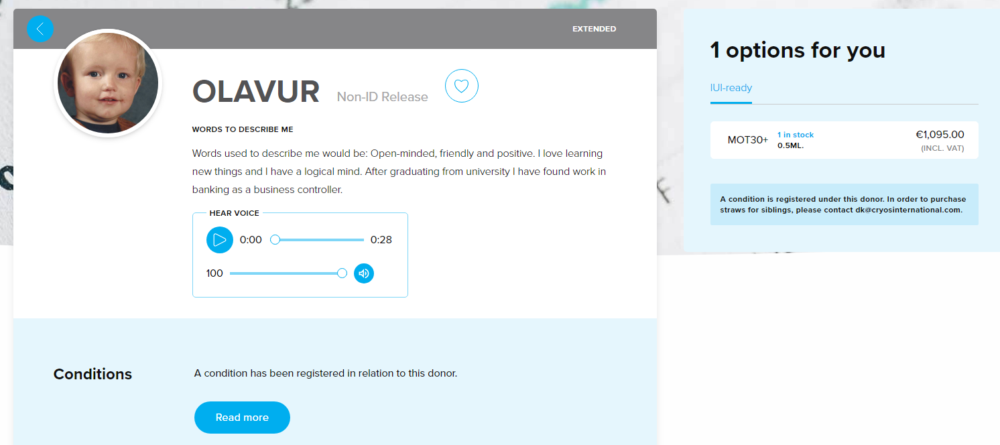 EXTENDED
OLAVUR Non-ID Release
WORDS TO DESCRIBE ME
Words used to describe me would be: Open-minded, friendly and positive. I love learning
new things and I have a logical mind. After graduating from university I have found work in
banking as a business controller.
HEAR VOICE
0:00 0:28
100
Conditions
A condition has been registered in relation to this donor.
Read more
1 options for you
IUI-ready
MOT30+ 1 in stock €1,095.00
0.5ML. (INCL. VAT)
A condition is registered under this donor. In order to purchase
straws for siblings, please contact dk@cryosinternational.com.